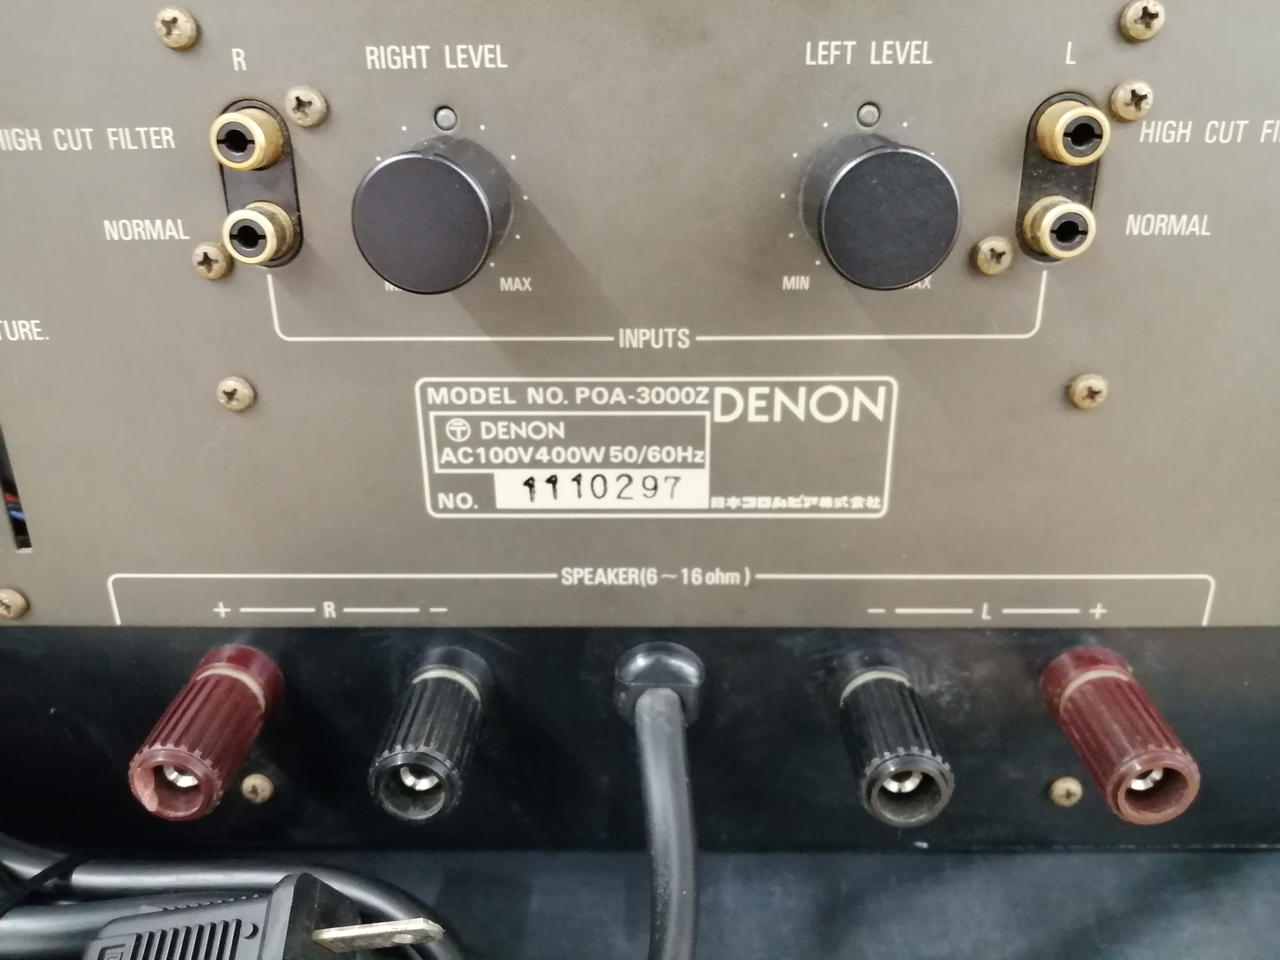 R RIGHT LEVEL LEFT LEVEL L
HIGH CUT FILTER HIGH CUT
NORMAL NORMAL
MAX MIN
INPUTS
MODEL NO. POA-3000Z DENON
DENON
AC100V400W 50/60Hz
NO. 1110297 日本コロムビア株式会社
SPEAKER(6~16ohm)
+ R − − L +